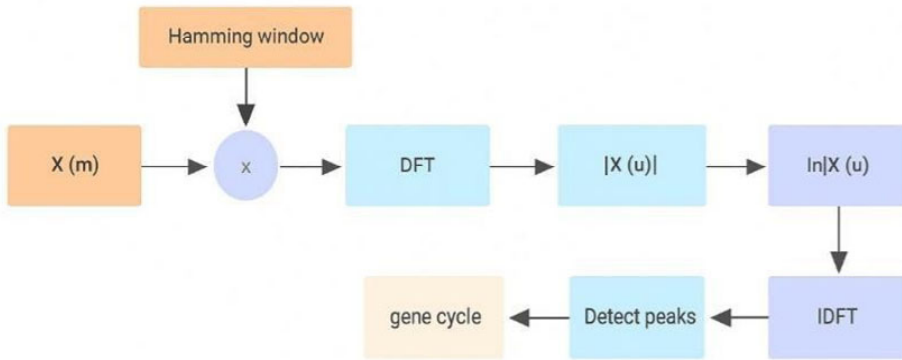 Hamming window
X (m)
x
DFT
|X (u)|
ln|X (u)
IDFT
Detect peaks
gene cycle